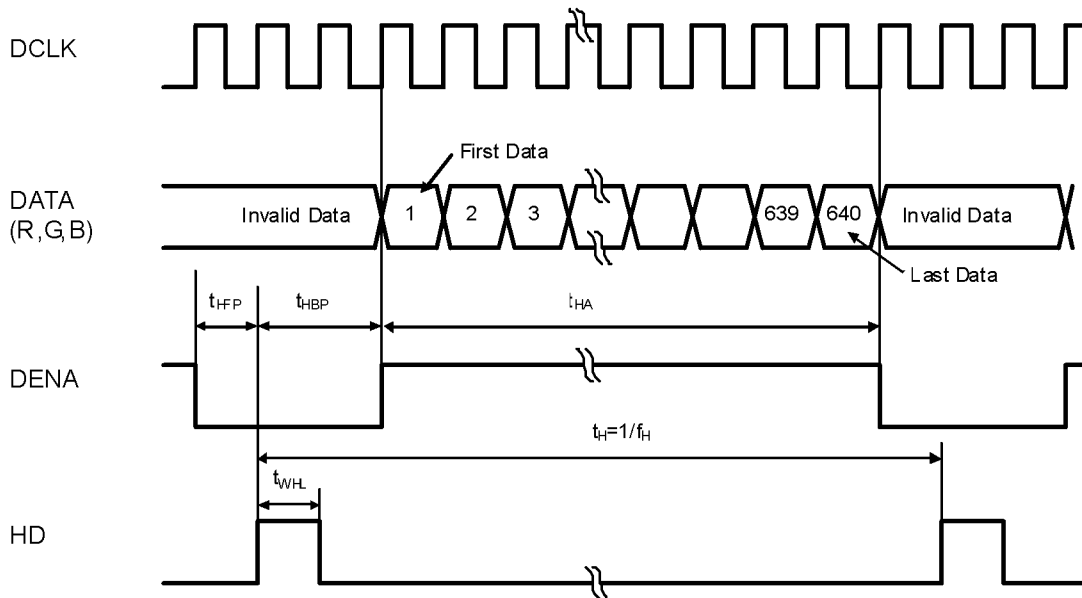 DCLK
First Data
DATA
(R,G,B)
Invalid Data 1 2 3 639 640 Invalid Data
Last Data
tHFP tHBP tHA
DENA
tH=1/fH
tWHL
HD